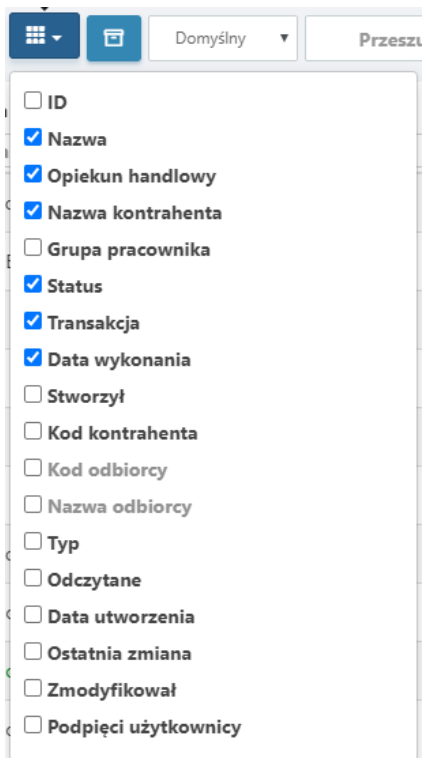 Domyślny
Przeszu
ID
Nazwa
Opiekun handlowy
Nazwa kontrahenta
Grupa pracownika
Status
Transakcja
Data wykonania
Stworzył
Kod kontrahenta
Kod odbiorcy
Nazwa odbiorcy
Typ
Odczytane
Data utworzenia
Ostatnia zmiana
Zmodyfikował
Podpięci użytkownicy